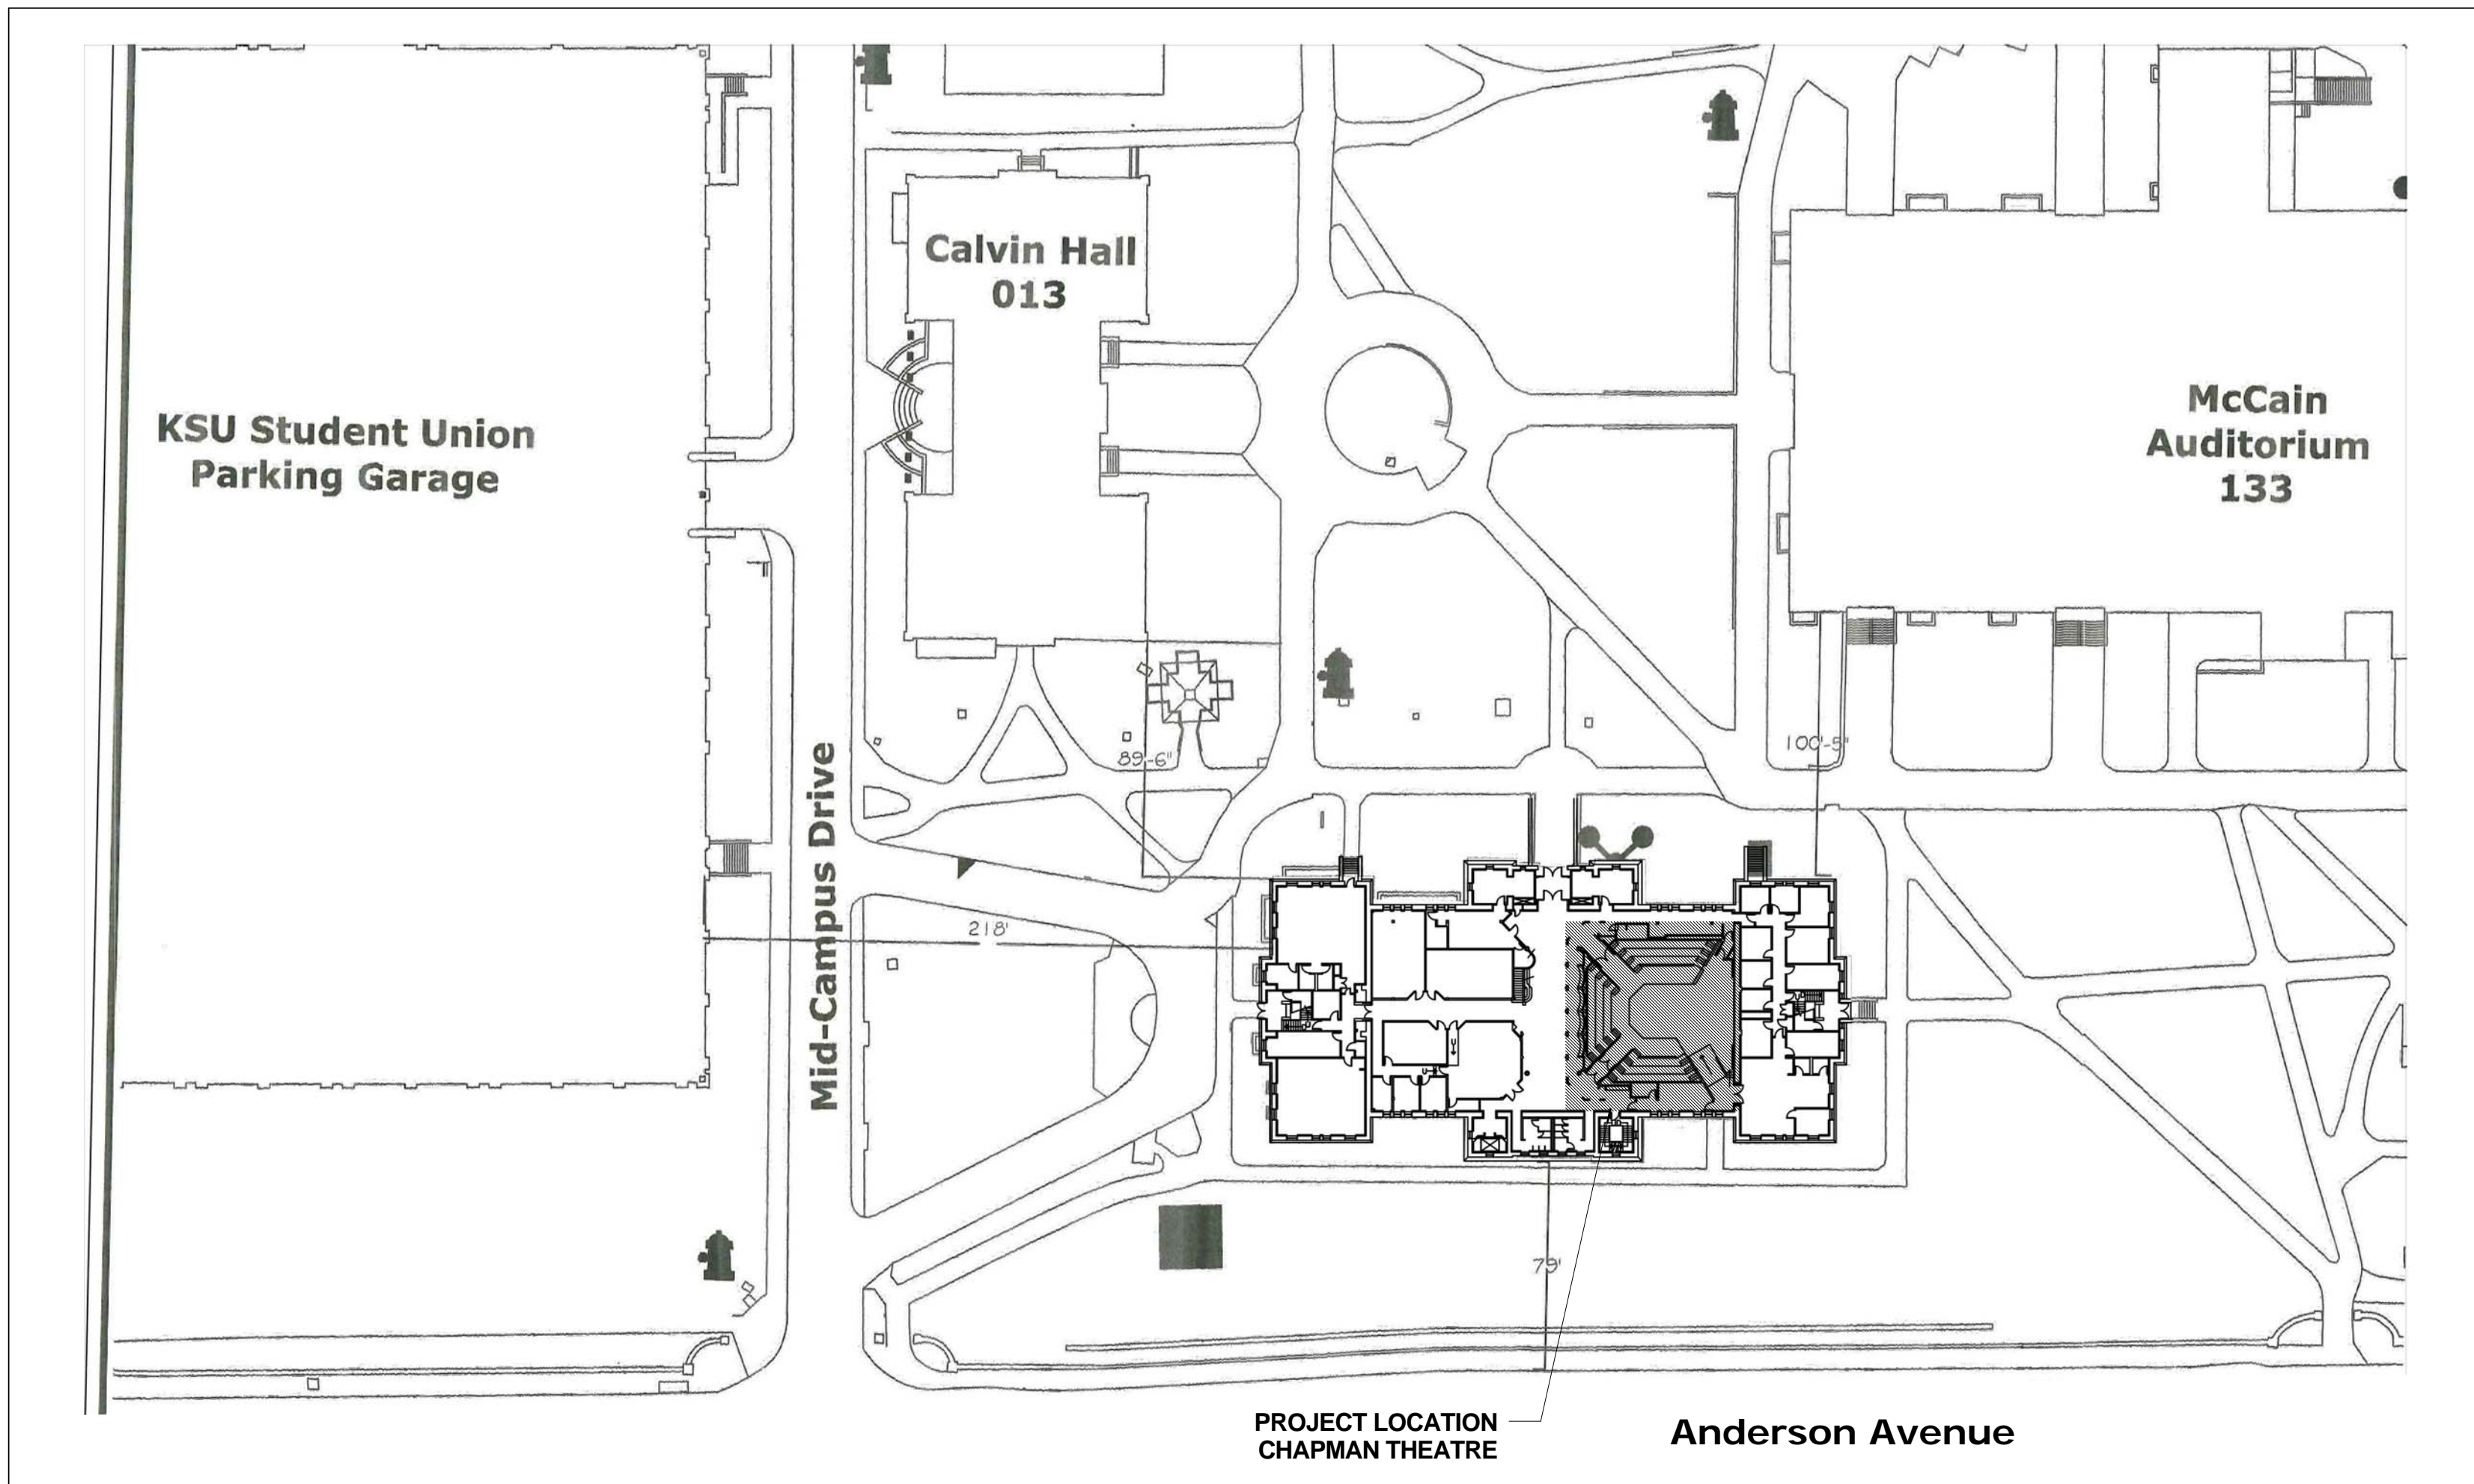 Calvin Hall
013
KSU Student Union
Parking Garage
McCain
Auditorium
133
Mid-Campus Drive
89'-6"
100'-5"
218'
79'
PROJECT LOCATION
CHAPMAN THEATRE
Anderson Avenue